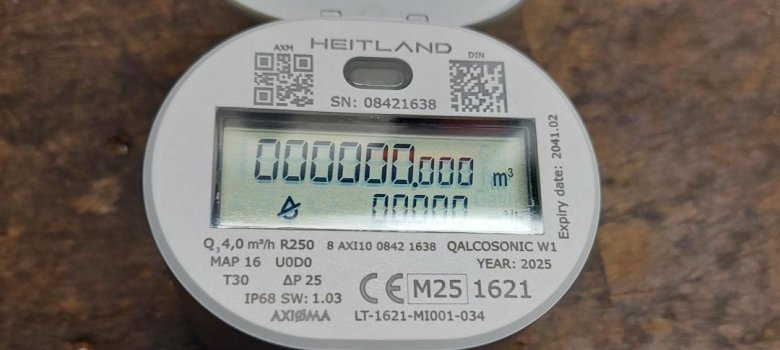 HEITLAND
AXM
DIN
SN: 08421638
000000,000 m³
00000
Expiry date: 2041.02
Q₃4,0 m³/h R250 8 AXI10 0842 1638 QALCOSONIC W1
MAP 16 U0D0 YEAR: 2025
T30 ΔP 25
CE M25 1621
IP68 SW: 1.03
AXIOMA LT-1621-MI001-034